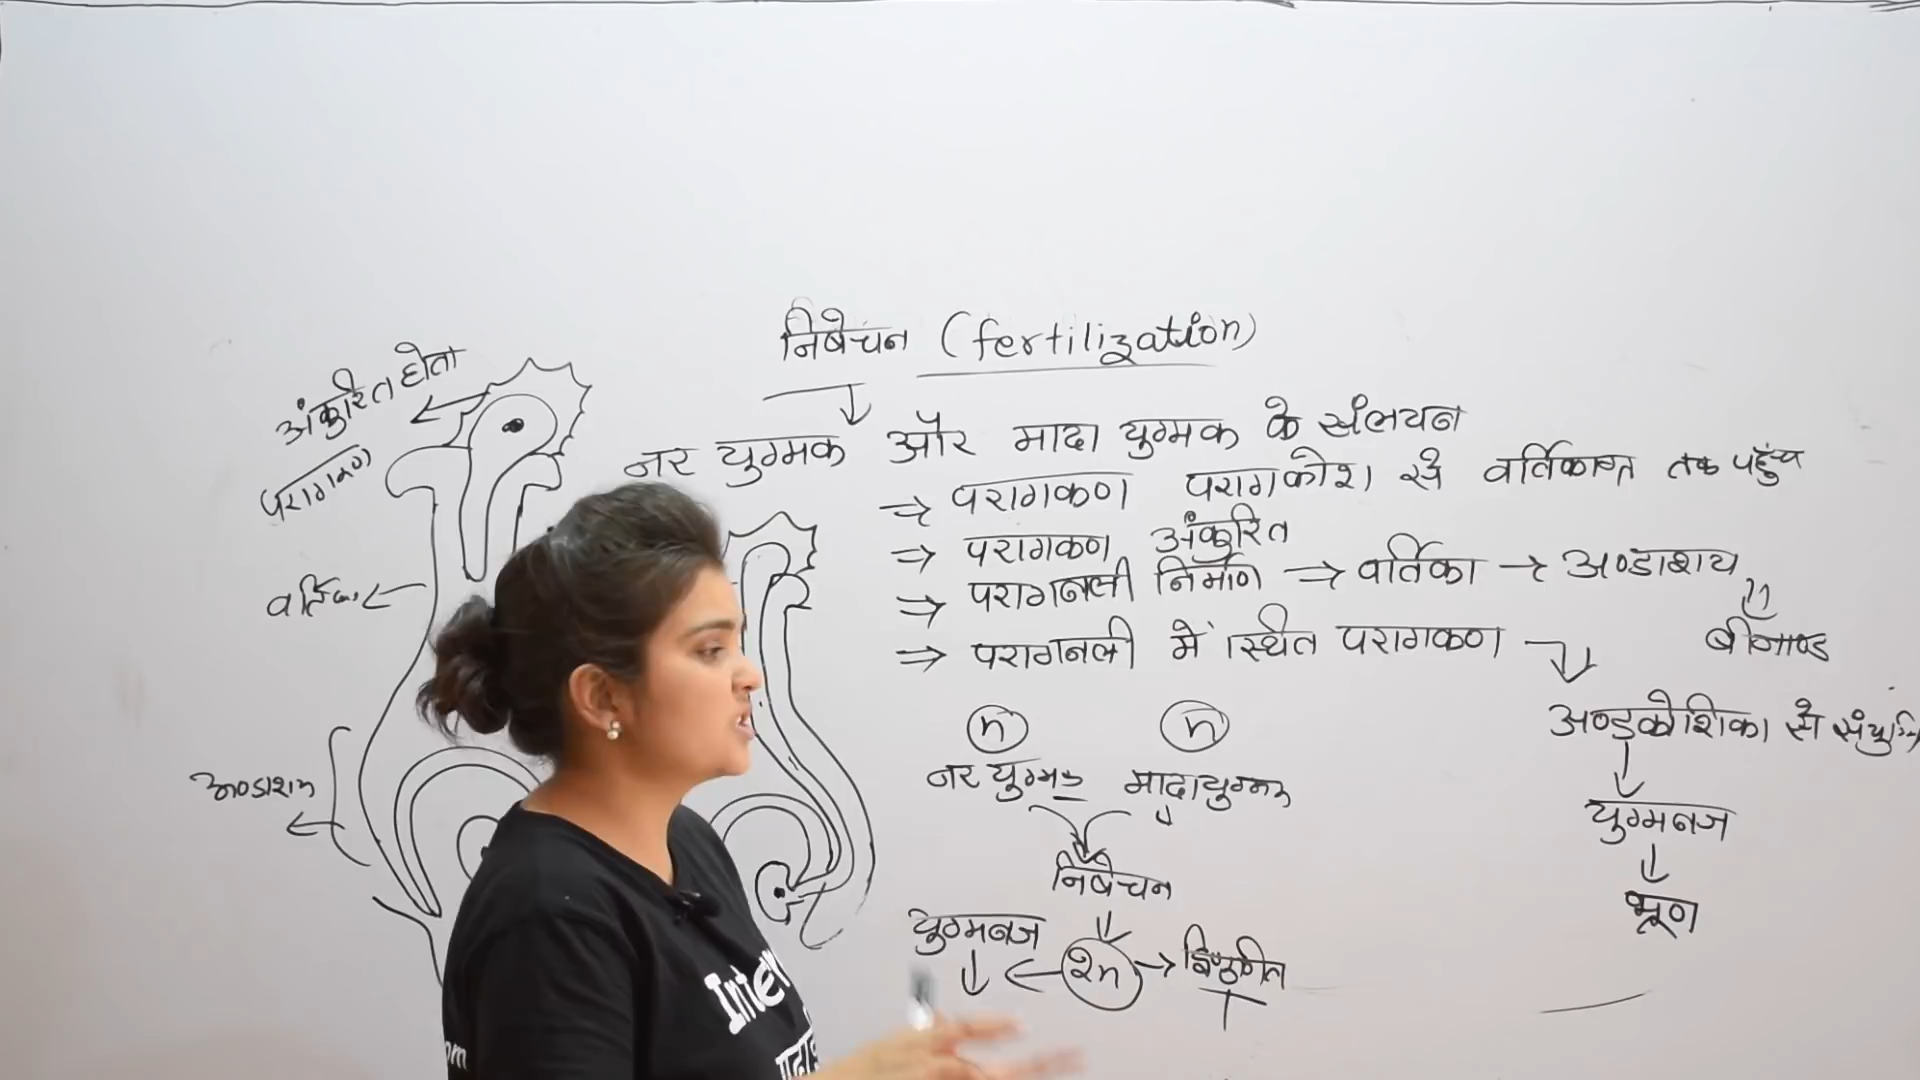 निषेचन (fertilization)
नर युग्मक और मादा युग्मक के संलयन
⇒ परागकण परागकोश से वर्तिकाग्र तक पहुँच
⇒ परागकण अंकुरित
⇒ परागनली निर्माण ⇒ वर्तिका → अण्डाशय
बीजाण्ड
⇒ परागनली में स्थित परागकण
अण्डकोशिका से
युग्मनज
भ्रूण
n n
नर युग्मक मादा युग्मक
निषेचन
युग्मनज ← 2n →
अंकुरित होता
परागकण
वर्तिका
अण्डाशय
Inter
om